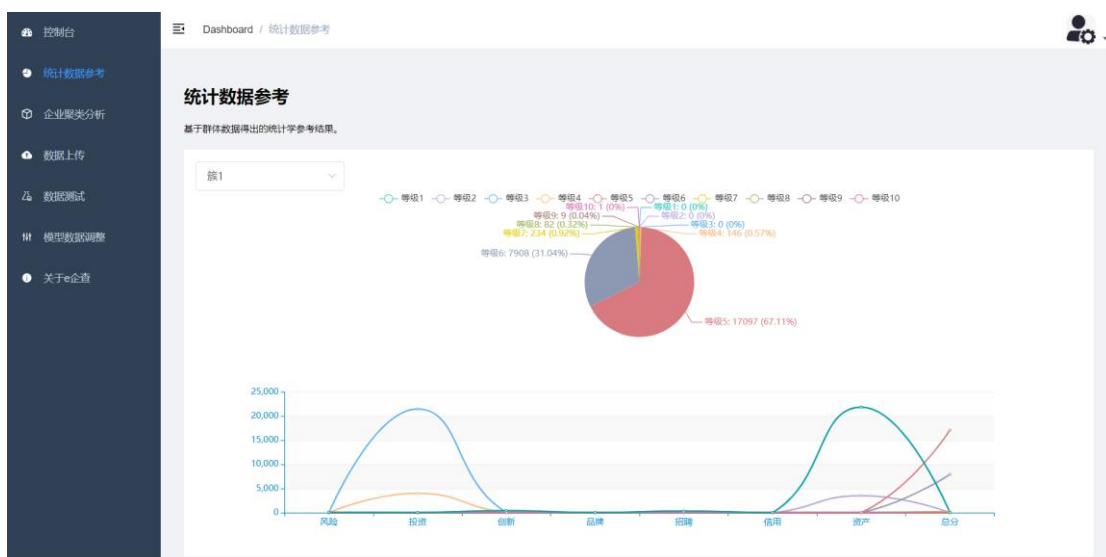 控制台
统计数据参考
企业聚类分析
数据上传
数据测试
模型数据调整
关于e企查
Dashboard / 统计数据参考
统计数据参考
基于群体数据得出的统计学参考结果。
簇1
等级1 等级2 等级3 等级4 等级5 等级6 等级7 等级8 等级9 等级10
等级10: 1 (0%)
等级1: 0 (0%)
等级9: 9 (0.04%)
等级2: 0 (0%)
等级8: 82 (0.32%)
等级3: 0 (0%)
等级7: 234 (0.92%)
等级4: 146 (0.57%)
等级6: 7908 (31.04%)
等级5: 17097 (67.11%)
25,000
20,000
15,000
10,000
5,000
0
风险 投资 创新 品牌 招聘 信用 资产 总分